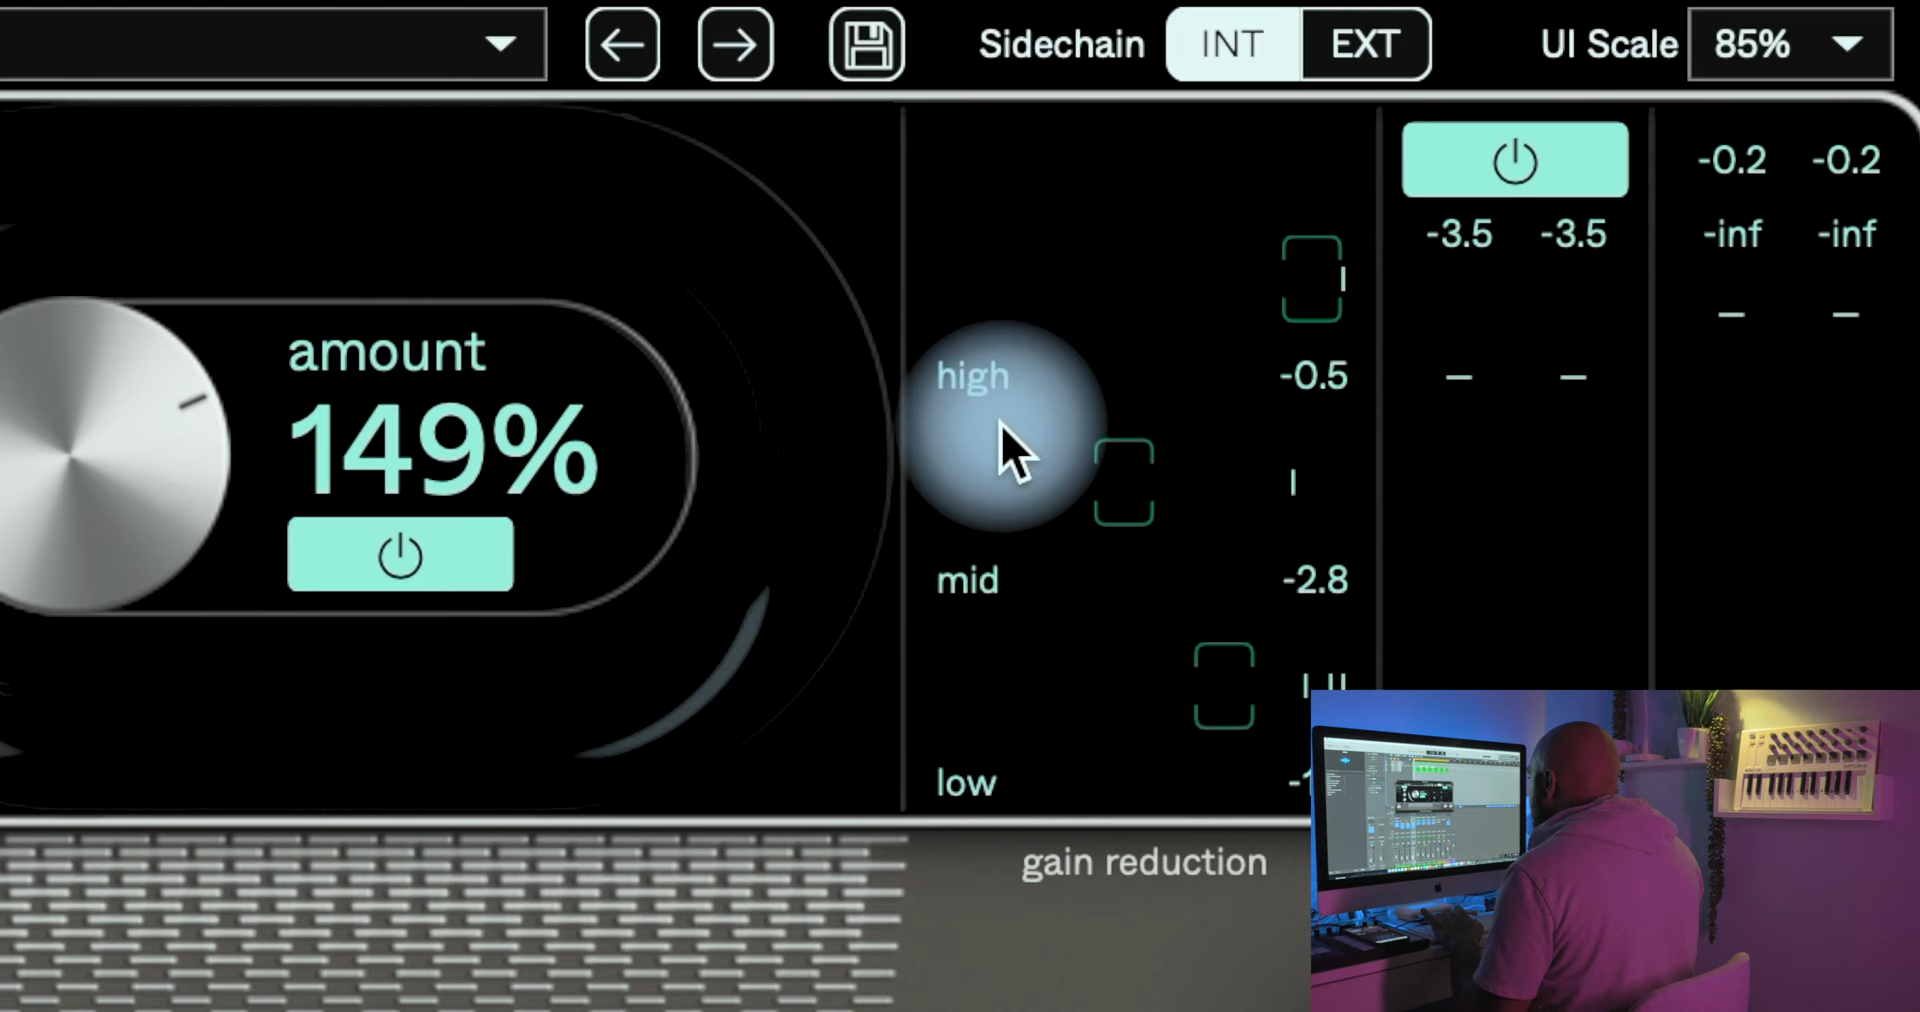 Sidechain INT EXT UI Scale 85%
-0.2 -0.2
-3.5 -3.5 -inf -inf
amount
149%
high -0.5
mid -2.8
low
gain reduction